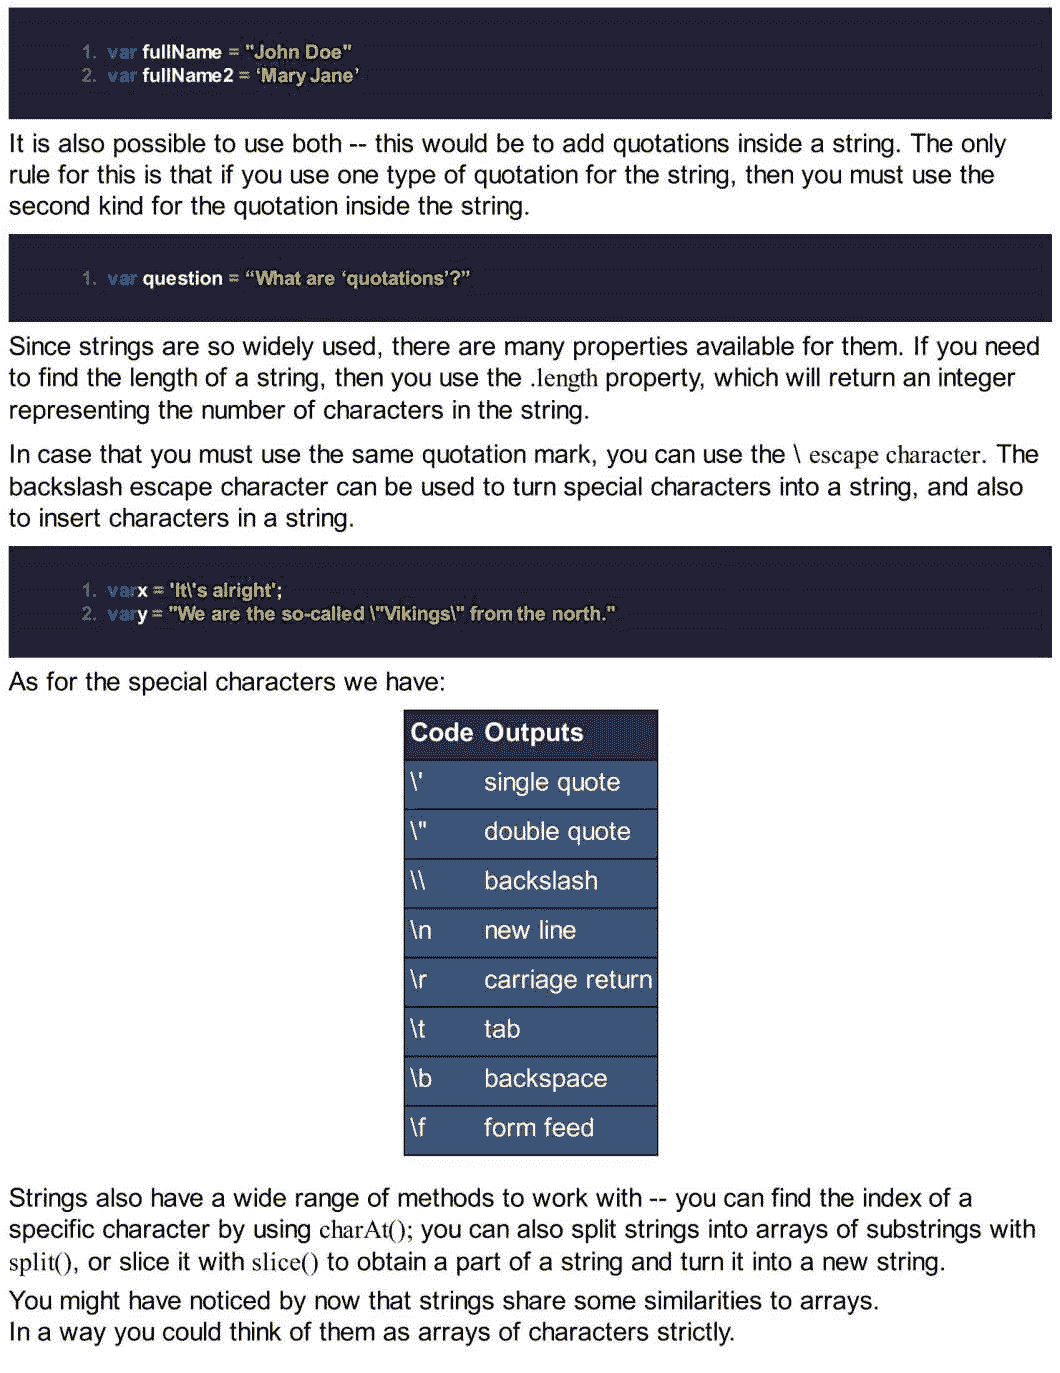 1. var fullName = "John Doe"
2. var fullName2 = ‘Mary Jane’
It is also possible to use both -- this would be to add quotations inside a string. The only
rule for this is that if you use one type of quotation for the string, then you must use the
second kind for the quotation inside the string.
1. var question = “What are ‘quotations’?”
Since strings are so widely used, there are many properties available for them. If you need
to find the length of a string, then you use the .length property, which will return an integer
representing the number of characters in the string.
In case that you must use the same quotation mark, you can use the \ escape character. The
backslash escape character can be used to turn special characters into a string, and also
to insert characters in a string.
1. varx = 'It\'s alright';
2. vary = "We are the so-called \"Vikings\" from the north."
As for the special characters we have:
Code Outputs
\' single quote
\" double quote
\\ backslash
\n new line
\r carriage return
\t tab
\b backspace
\f form feed
Strings also have a wide range of methods to work with -- you can find the index of a
specific character by using charAt(); you can also split strings into arrays of substrings with
split(), or slice it with slice() to obtain a part of a string and turn it into a new string.
You might have noticed by now that strings share some similarities to arrays.
In a way you could think of them as arrays of characters strictly.